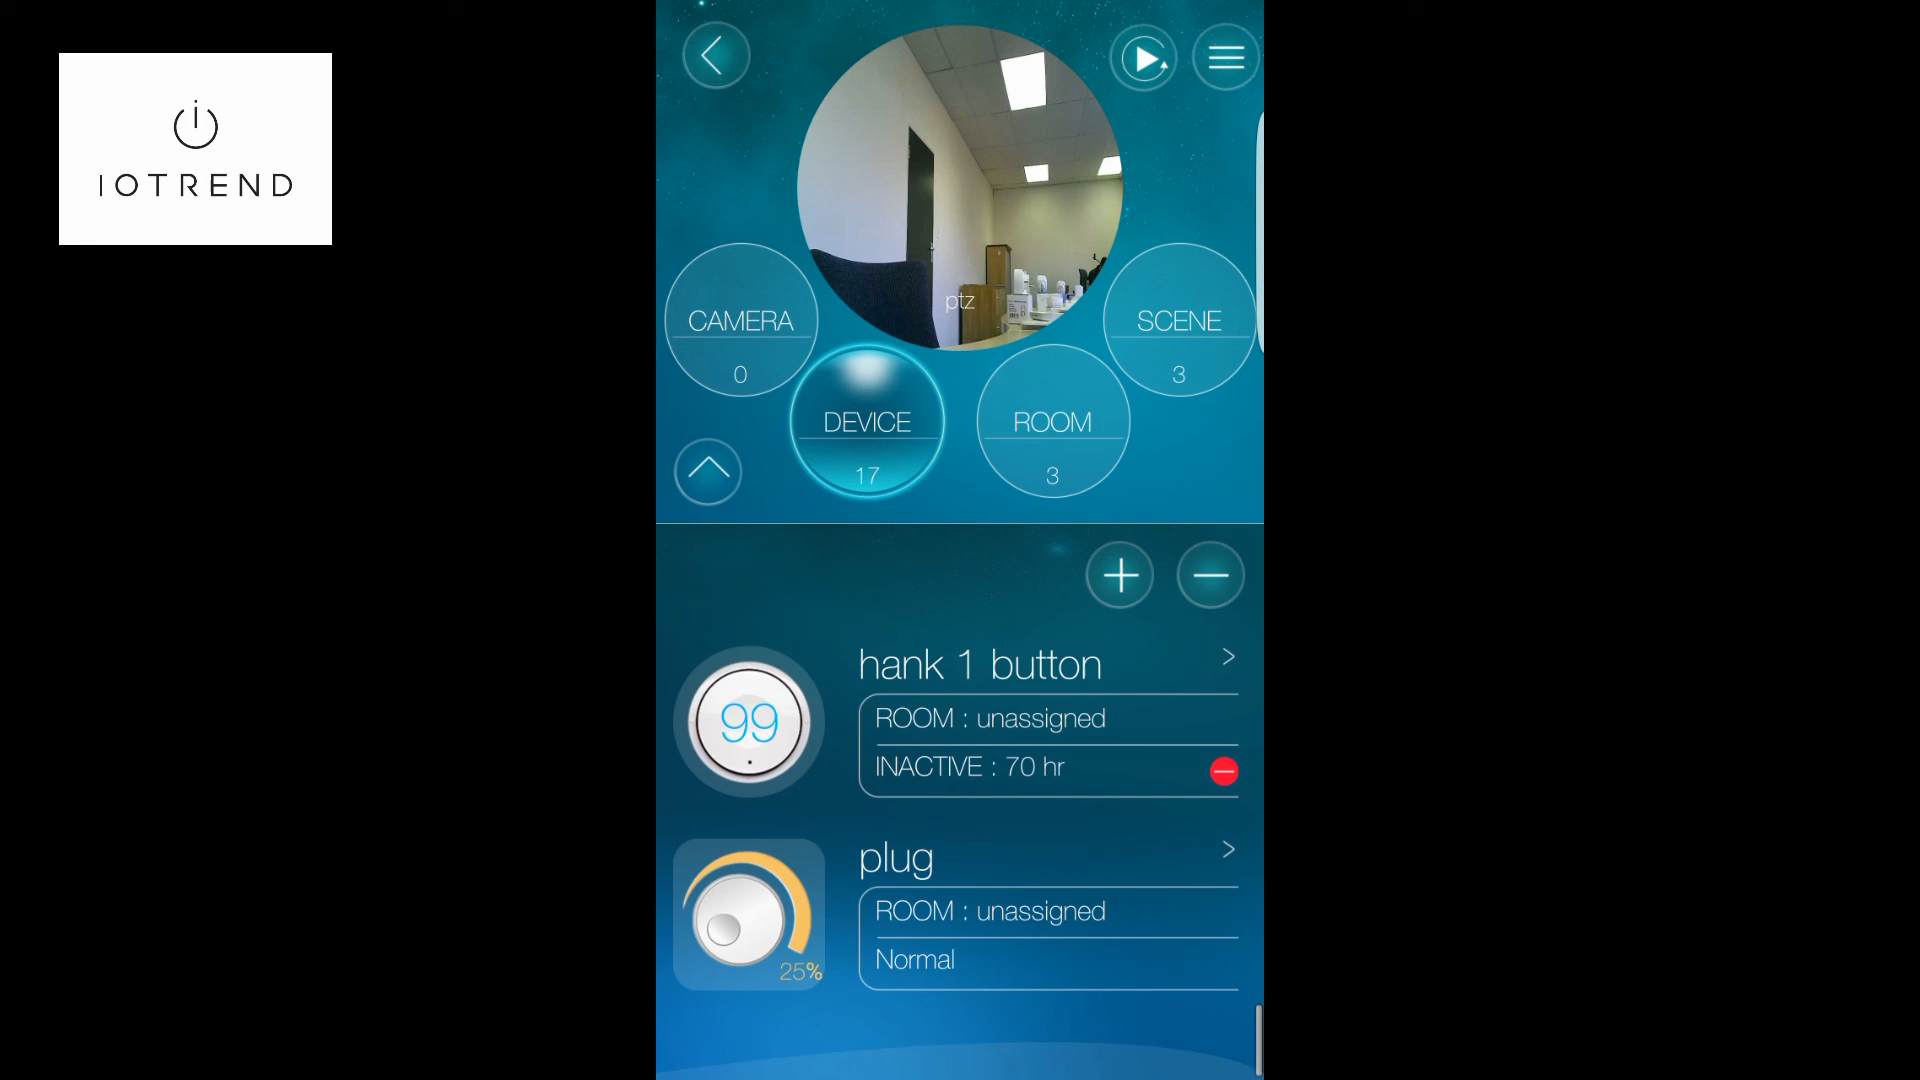 IOTREND
ptz
CAMERA
0
SCENE
3
DEVICE
17
ROOM
3
hank 1 button
99
ROOM : unassigned
INACTIVE : 70 hr
plug
ROOM : unassigned
25%
Normal